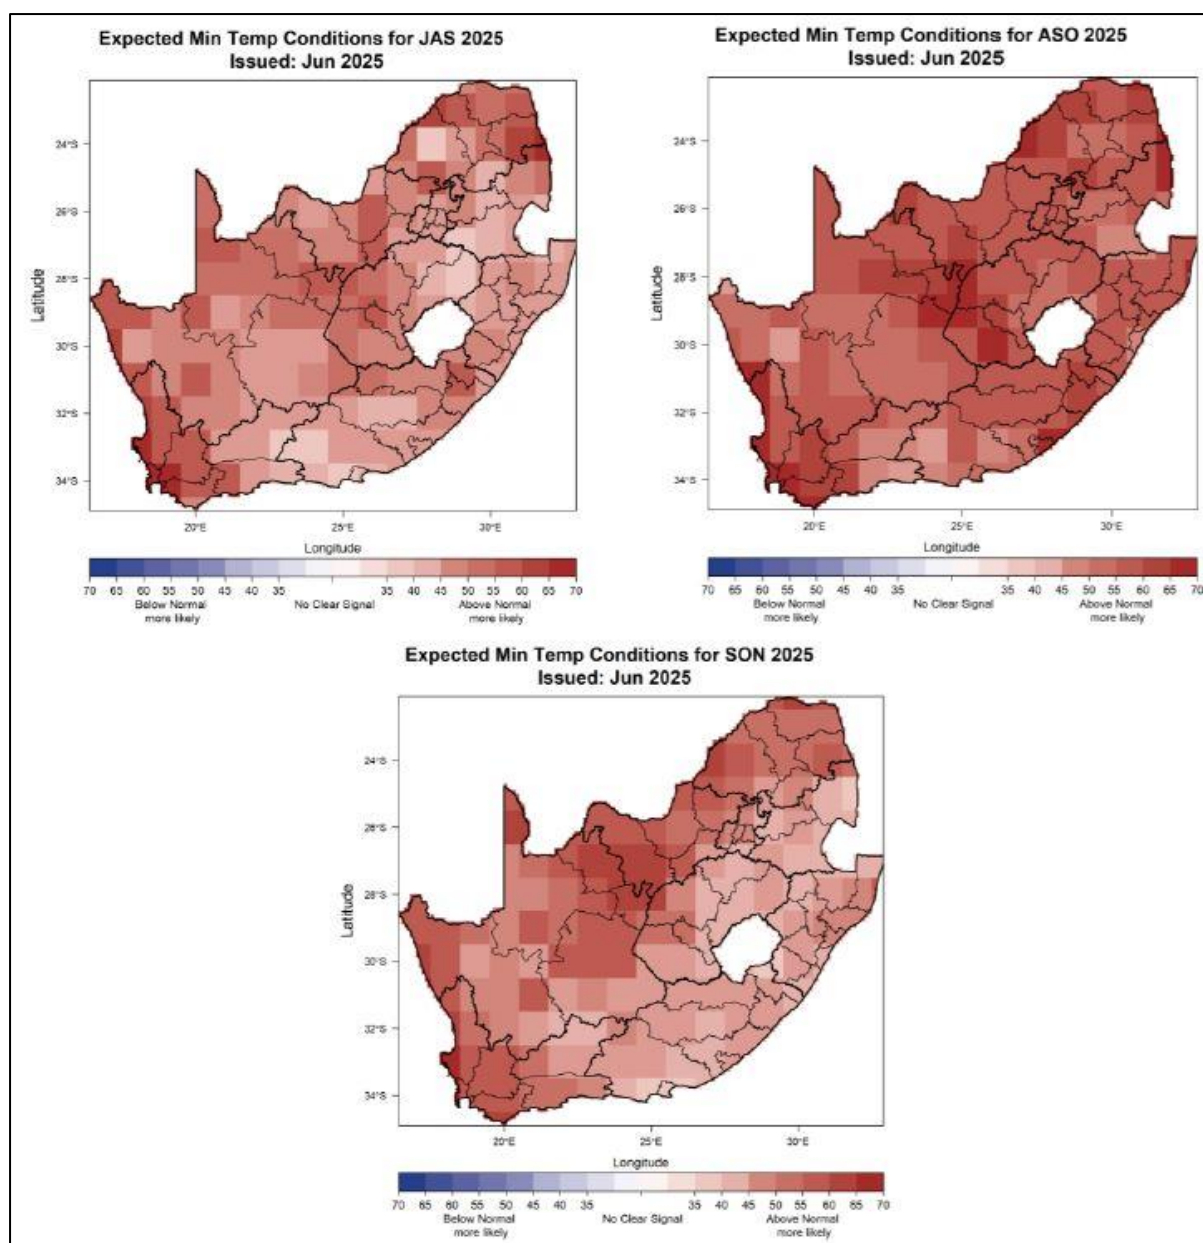 Expected Min Temp Conditions for JAS 2025
Issued: Jun 2025
24°S
26°S
28°S
30°S
32°S
34°S
Latitude
20°E
25°E
30°E
Longitude
70 65 60 55 50 45 40 35 35 40 45 50 55 60 65 70
Below Normal
more likely
No Clear Signal
Above Normal
more likely
Expected Min Temp Conditions for ASO 2025
Issued: Jun 2025
24°S
26°S
28°S
30°S
32°S
34°S
Latitude
20°E
25°E
30°E
Longitude
70 65 60 55 50 45 40 35 35 40 45 50 55 60 65 70
Below Normal
more likely
No Clear Signal
Above Normal
more likely
Expected Min Temp Conditions for SON 2025
Issued: Jun 2025
24°S
26°S
28°S
30°S
32°S
34°S
Latitude
20°E
25°E
30°E
Longitude
70 65 60 55 50 45 40 35 35 40 45 50 55 60 65 70
Below Normal
more likely
No Clear Signal
Above Normal
more likely